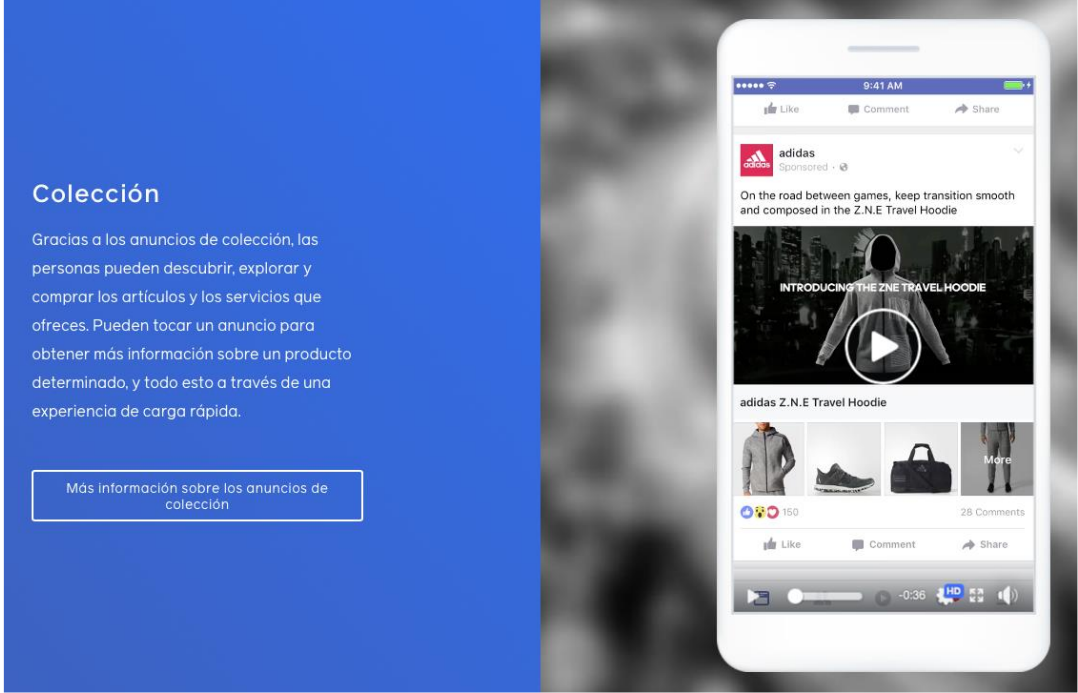 Colección
Gracias a los anuncios de colección, las
personas pueden descubrir, explorar y
comprar los artículos y los servicios que
ofreces. Pueden tocar un anuncio para
obtener más información sobre un producto
determinado, y todo esto a través de una
experiencia de carga rápida.
Más información sobre los anuncios de
colección
9:41 AM
Like Comment Share
adidas
adidas
Sponsored ·
On the road between games, keep transition smooth
and composed in the Z.N.E Travel Hoodie
INTRODUCING THE ZNE TRAVEL HOODIE
adidas Z.N.E Travel Hoodie
More
150 28 Comments
Like Comment Share
-0:36 HD